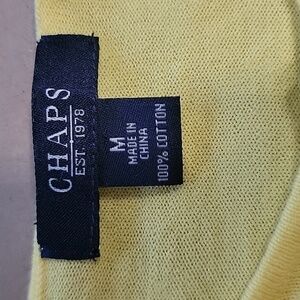 CHAPS
EST. 1978
M
MADE IN
CHINA
100% COTTON